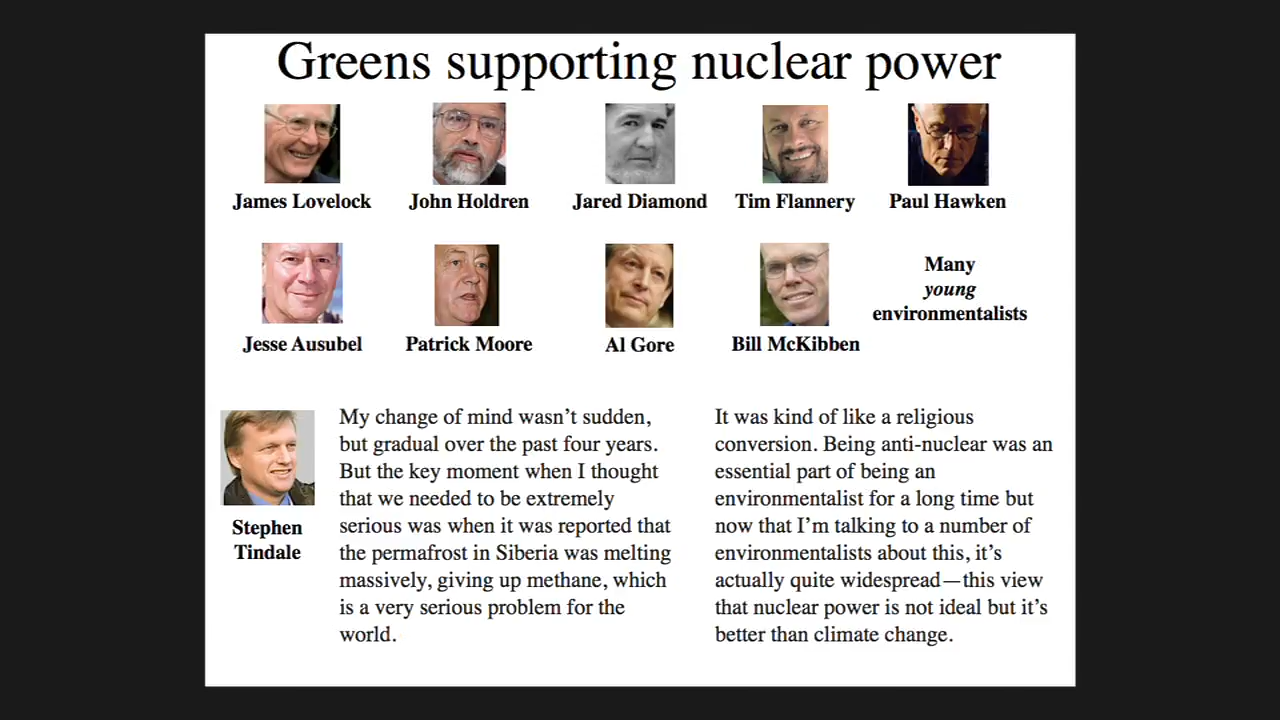 Greens supporting nuclear power
James Lovelock
John Holdren
Jared Diamond
Tim Flannery
Paul Hawken
Jesse Ausubel
Patrick Moore
Al Gore
Bill McKibben
Many
young
environmentalists
Stephen
Tindale
My change of mind wasn't sudden,
but gradual over the past four years.
But the key moment when I thought
that we needed to be extremely
serious was when it was reported that
the permafrost in Siberia was melting
massively, giving up methane, which
is a very serious problem for the
world.
It was kind of like a religious
conversion. Being anti-nuclear was an
essential part of being an
environmentalist for a long time but
now that I'm talking to a number of
environmentalists about this, it's
actually quite widespread—this view
that nuclear power is not ideal but it's
better than climate change.